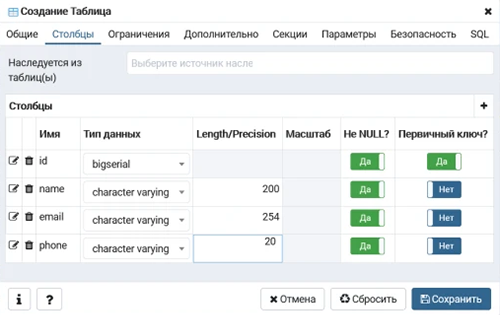 Создание Таблица
Общие Столбцы Ограничения Дополнительно Секции Параметры Безопасность SQL
Наследуется из таблиц(ы) Выберите источник насле
Столбцы
Имя Тип данных Length/Precision Масштаб Не NULL? Первичный ключ?
id bigserial Да Да
name character varying 200 Да Нет
email character varying 254 Да Нет
phone character varying 20 Да Нет
i ? Отмена Сбросить Сохранить